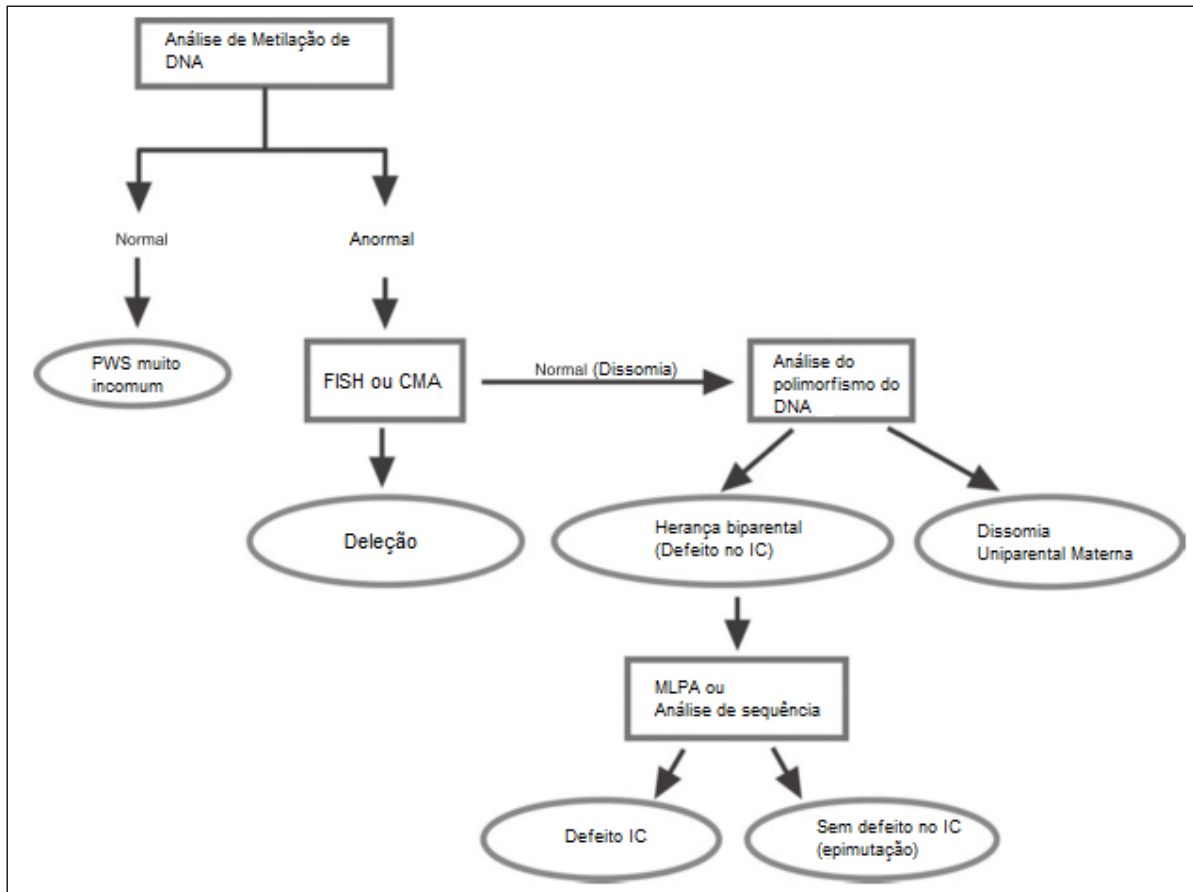 Análise de Metilação de
DNA
Normal
Anormal
PWS muito
incomum
FISH ou CMA
Normal (Dissomia)
Análise do
polimorfismo do
DNA
Deleção
Herança biparental
(Defeito no IC)
Dissomia
Uniparental Materna
MLPA ou
Análise de sequência
Defeito IC
Sem defeito no IC
(epimutação)